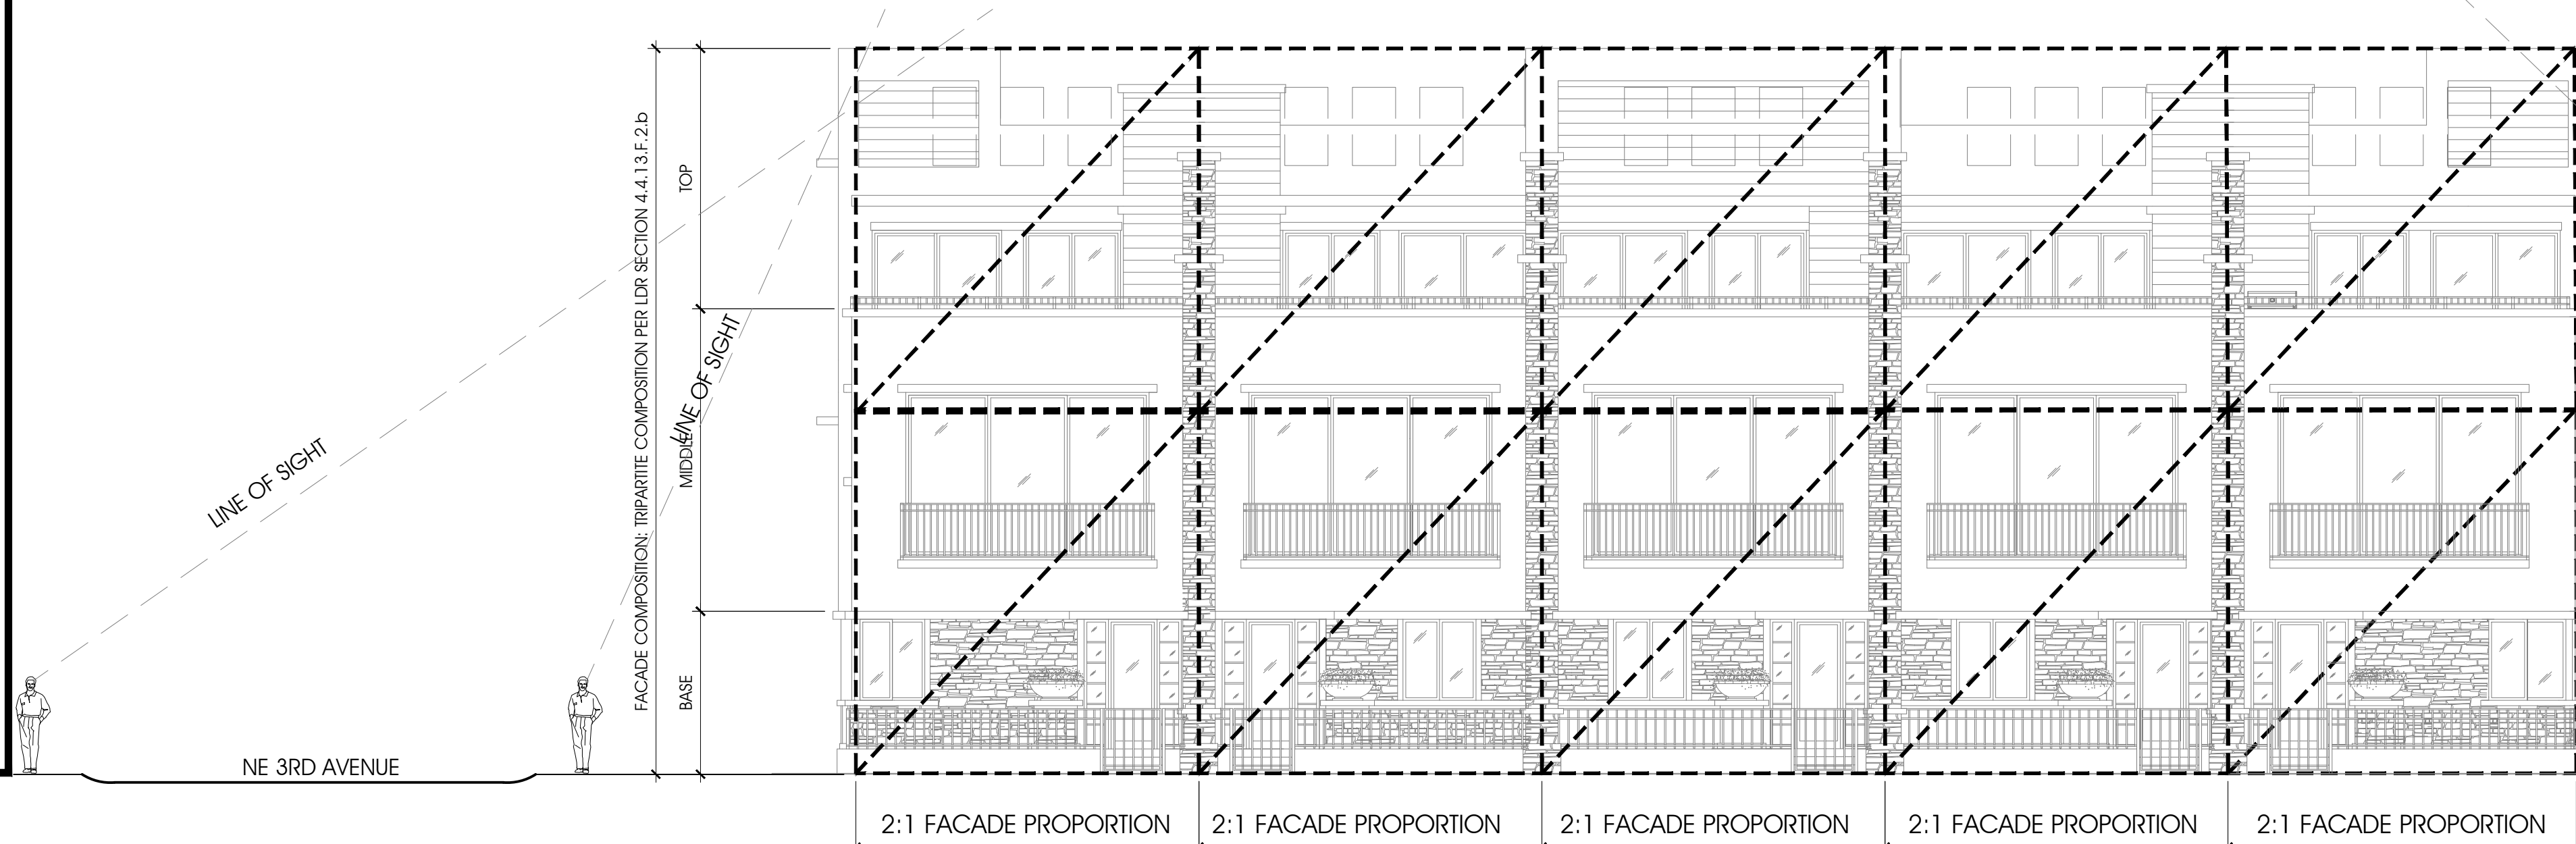 LINE OF SIGHT
NE 3RD AVENUE
FACADE COMPOSITION: TRIPARTITE COMPOSITION PER LDR SECTION 4.4.13.F.2.b
TOP
LINE OF SIGHT
MIDDLE
BASE
2:1 FACADE PROPORTION
2:1 FACADE PROPORTION
2:1 FACADE PROPORTION
2:1 FACADE PROPORTION
2:1 FACADE PROPORTION